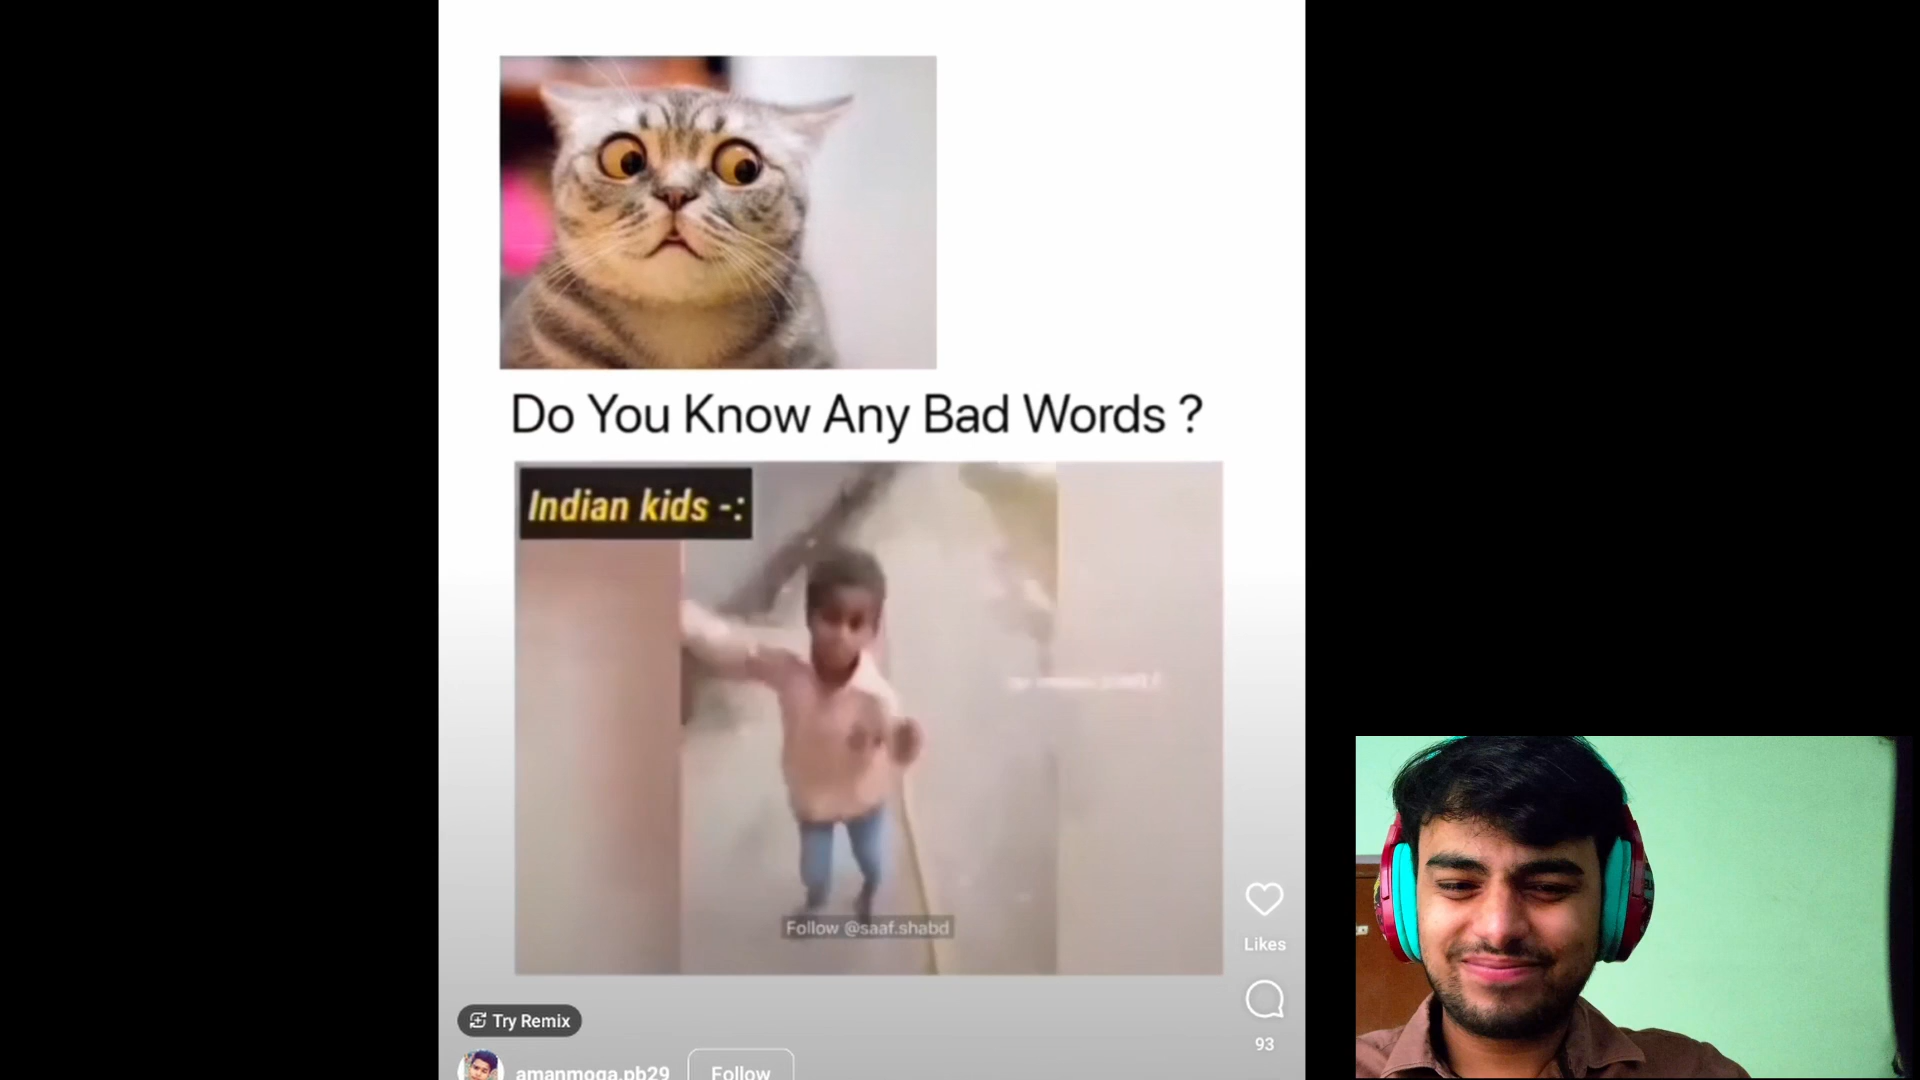 Do You Know Any Bad Words ?
Indian kids -:
Follow @saaf.shabd
Likes
93
Try Remix
amanmoga.pb29
Follow